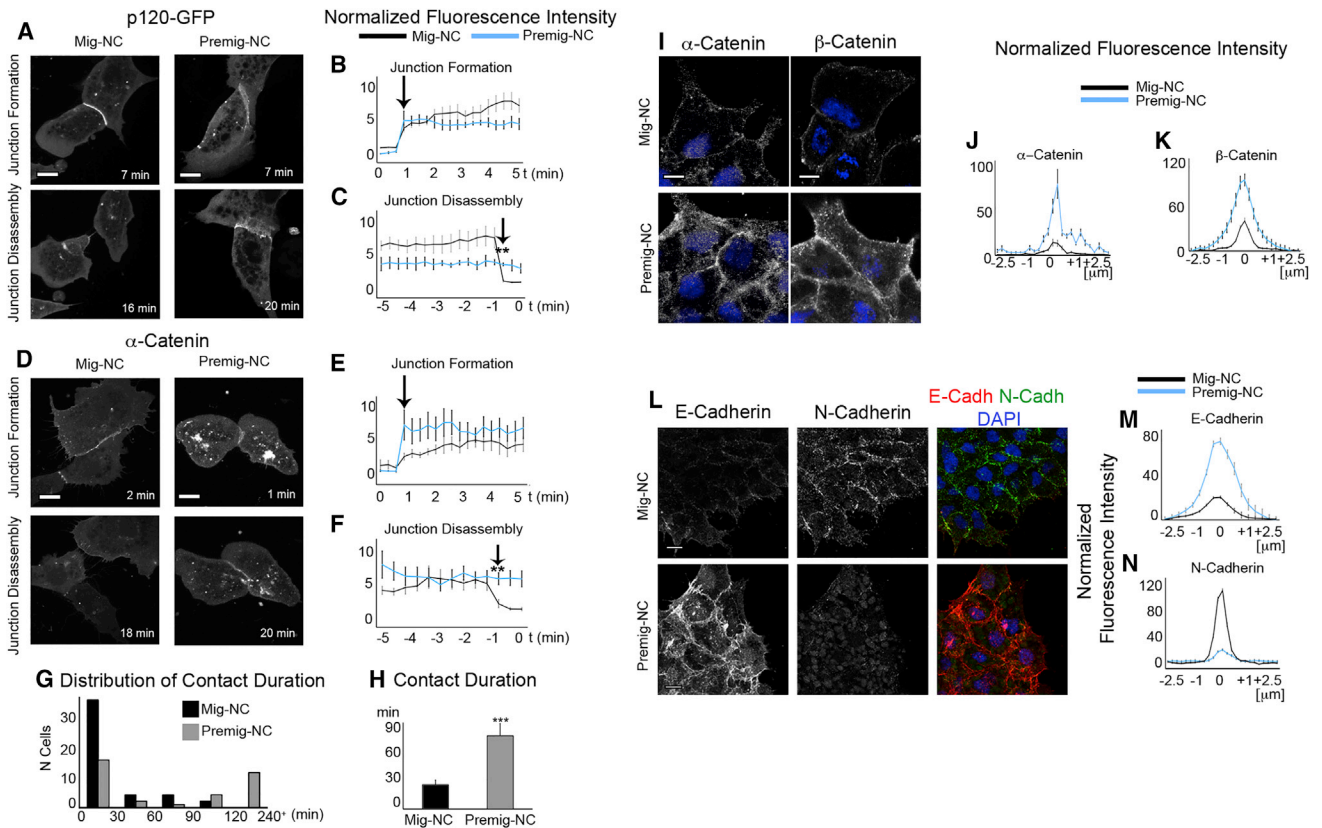 A
p120-GFP
Mig-NC Premig-NC
Junction Formation
7 min 7 min
Junction Disassembly
16 min 20 min
Normalized Fluorescence Intensity
Mig-NC Premig-NC
B
Junction Formation
10
5
0
0 1 2 3 4 5 t (min)
C
Junction Disassembly
10
5
0
**
-5 -4 -3 -2 -1 0 t (min)
α-Catenin
D
Mig-NC Premig-NC
Junction Formation
2 min 1 min
Junction Disassembly
18 min 20 min
E
Junction Formation
10
5
0
0 1 2 3 4 5 t (min)
F
Junction Disassembly
10
5
0
**
-5 -4 -3 -2 -1 0 t (min)
G Distribution of Contact Duration
N Cells
30
20
10
0
Mig-NC
Premig-NC
0 30 60 90 120 240+ (min)
H Contact Duration
min
90
60
30
0
***
Mig-NC Premig-NC
I
α-Catenin β-Catenin
Mig-NC
Premig-NC
Normalized Fluorescence Intensity
Mig-NC
Premig-NC
J
α-Catenin
100
50
0
-2.5 -1 0 +1 +2.5
[μm]
K
β-Catenin
120
60
0
-2.5 -1 0 +1 +2.5
[μm]
L
E-Cadherin N-Cadherin E-Cadh N-Cadh
DAPI
Mig-NC
Premig-NC
Mig-NC
Premig-NC
Normalized
Fluorescence Intensity
M
E-Cadherin
80
40
0
-2.5 -1 0 +1 +2.5
[μm]
N
N-Cadherin
120
80
40
0
-2.5 -1 0 +1 +2.5
[μm]